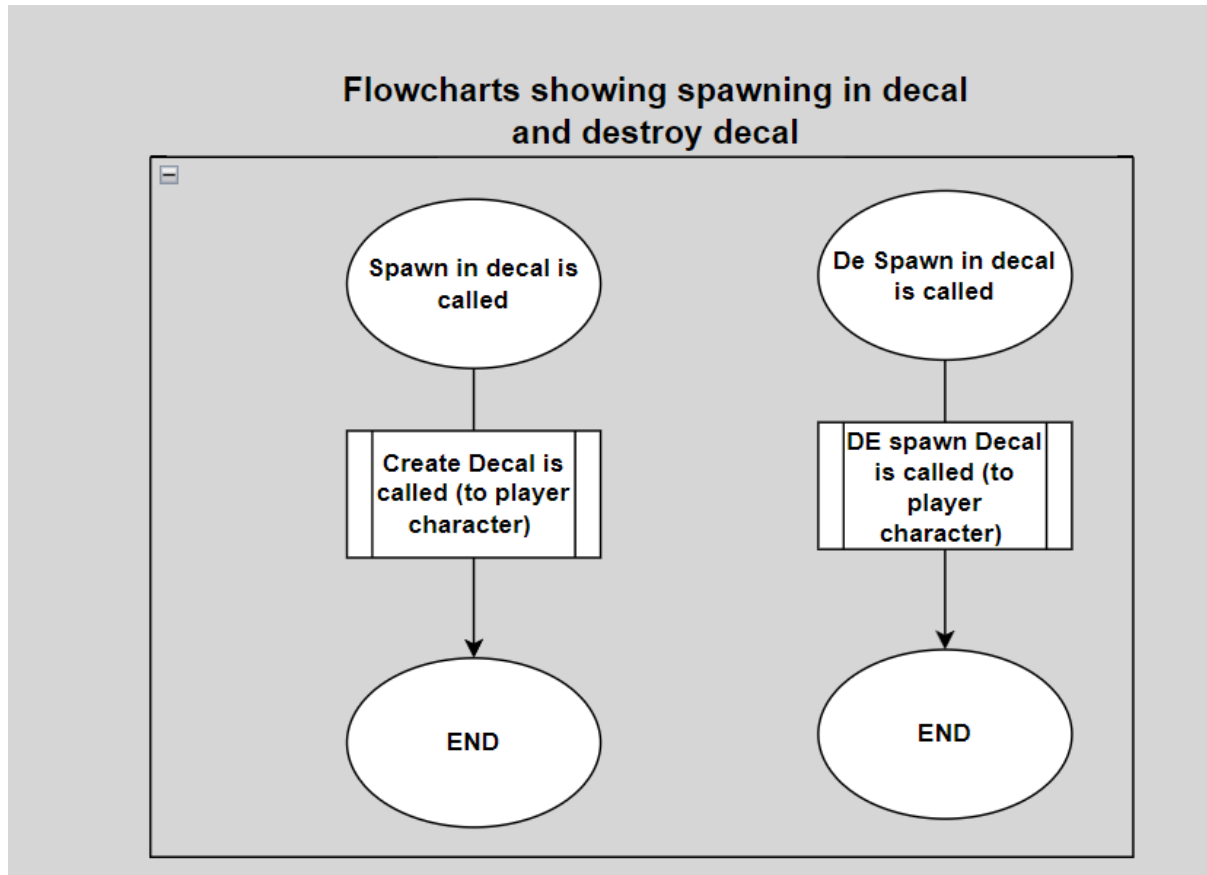 Flowcharts showing spawning in decal
and destroy decal
Spawn in decal is
called
Create Decal is
called (to player
character)
END
De Spawn in decal
is called
DE spawn Decal
is called (to
player
character)
END